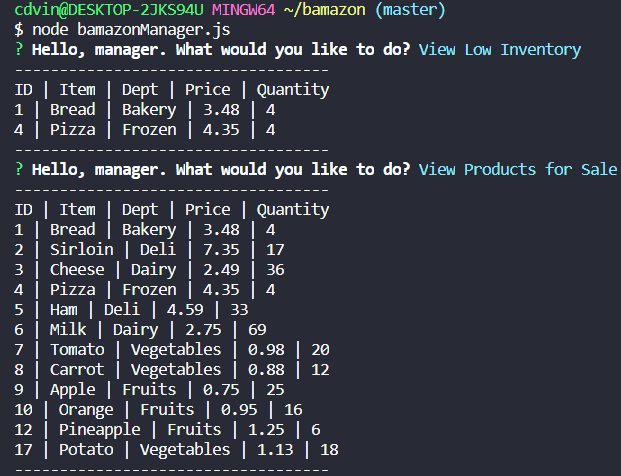 cdvin@DESKTOP-2JKS94U MINGW64 ~/bamazon (master)
$ node bamazonManager.js
? Hello, manager. What would you like to do? View Low Inventory
-----------------------------------
ID | Item | Dept | Price | Quantity
1 | Bread | Bakery | 3.48 | 4
4 | Pizza | Frozen | 4.35 | 4
-----------------------------------
? Hello, manager. What would you like to do? View Products for Sale
-----------------------------------
ID | Item | Dept | Price | Quantity
1 | Bread | Bakery | 3.48 | 4
2 | Sirloin | Deli | 7.35 | 17
3 | Cheese | Dairy | 2.49 | 36
4 | Pizza | Frozen | 4.35 | 4
5 | Ham | Deli | 4.59 | 33
6 | Milk | Dairy | 2.75 | 69
7 | Tomato | Vegetables | 0.98 | 20
8 | Carrot | Vegetables | 0.88 | 12
9 | Apple | Fruits | 0.75 | 25
10 | Orange | Fruits | 0.95 | 16
12 | Pineapple | Fruits | 1.25 | 6
17 | Potato | Vegetables | 1.13 | 18
-----------------------------------